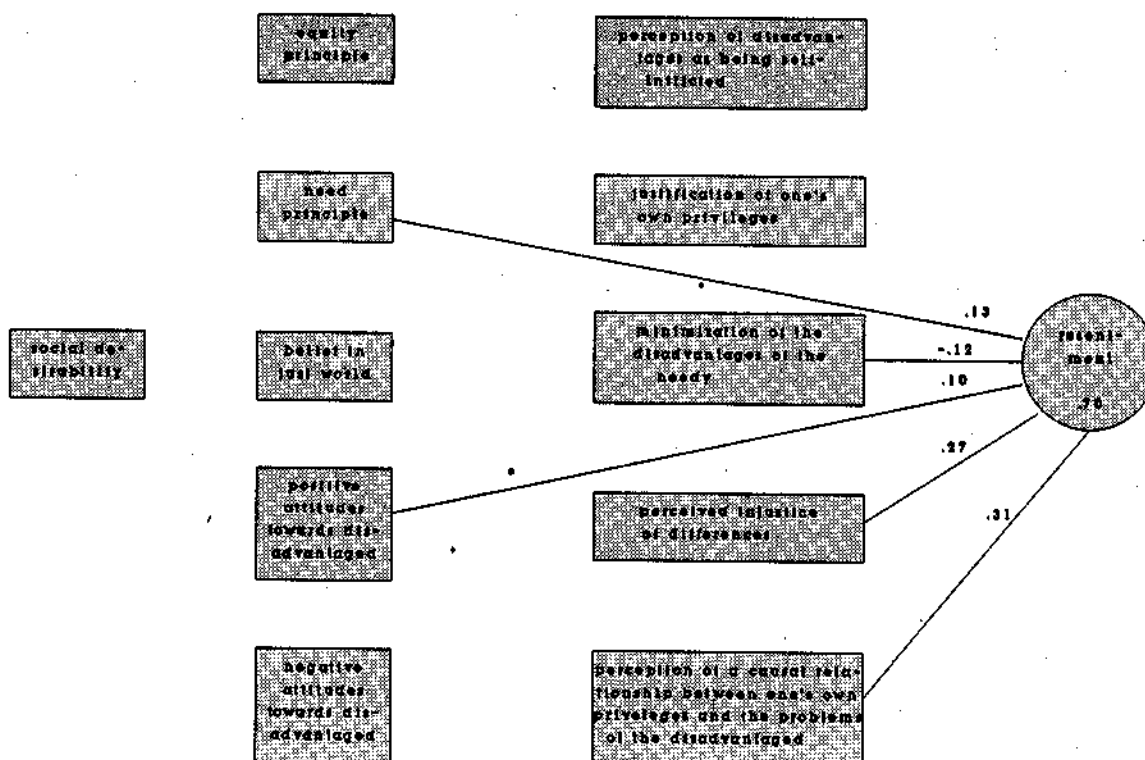 equity
principle
perception of disadvan-
tages as being self-
inflicted
need
principle
justification of one's
own privileges
.13
social de-
sirability
belief in
just world
minimization of the
disadvantages of the
needy
-.12
resent-
ment
.70
.10
positive
attitudes
towards dis-
advantaged
.27
perceived injustice
of differences
.31
negative
attitudes
towards dis-
advantaged
perception of a causal rela-
tionship between one's own
priveleges and the problems
of the disadvantaged